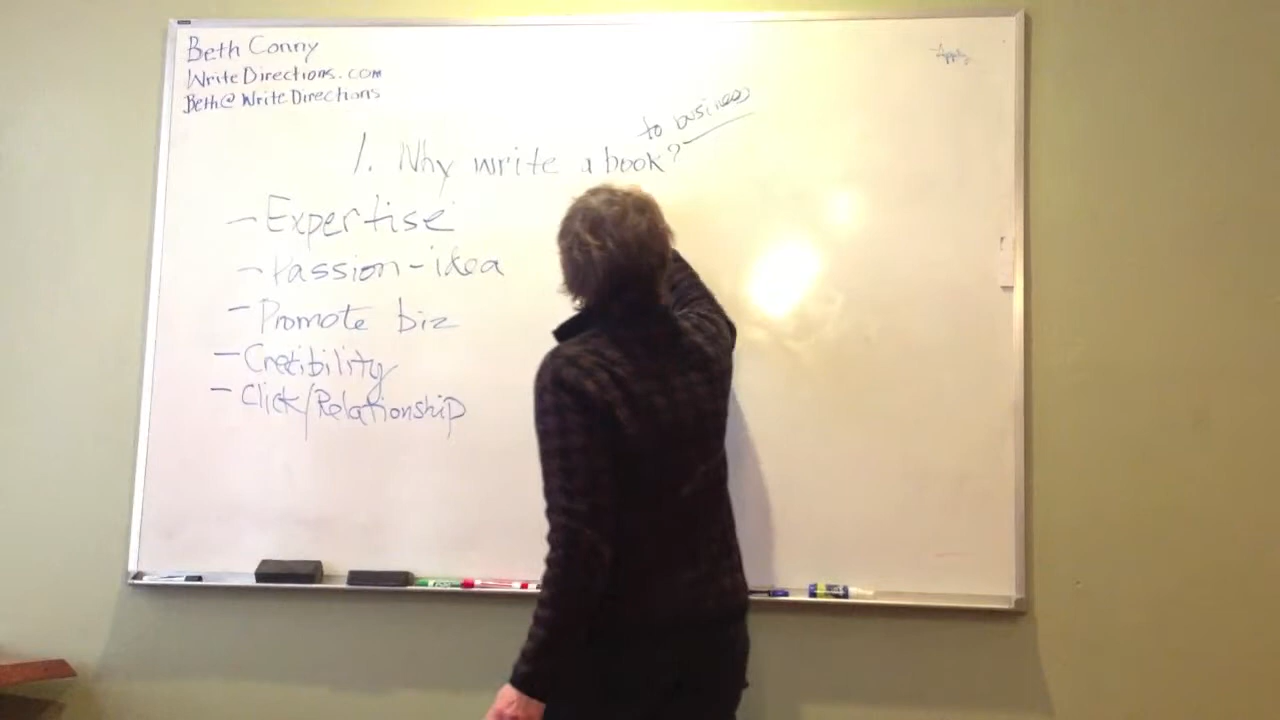 Beth Conny
WriteDirections.com
Beth@WriteDirections
to business
1. Why write a book?
- Expertise
- Passion - idea
- Promote biz
- Credibility
- Click/Relationship